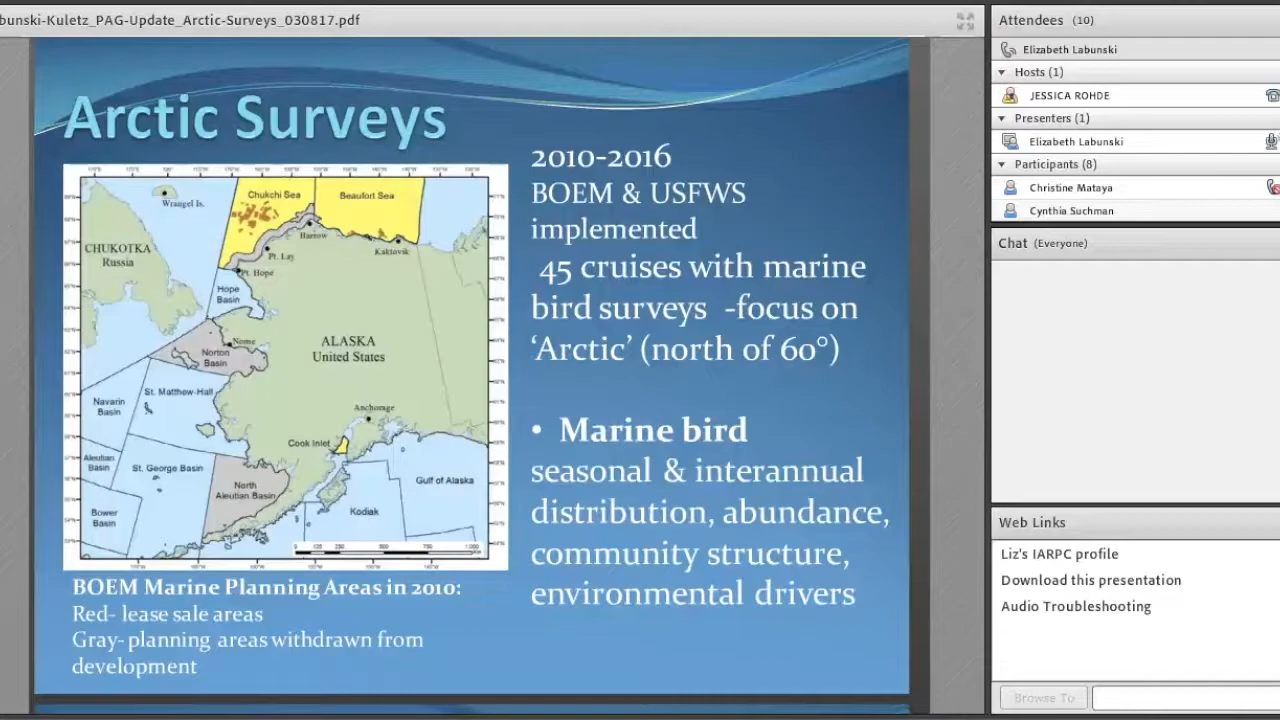 bunski-Kuletz_PAG-Update_Arctic-Surveys_030817.pdf
Arctic Surveys
Chukchi Sea
Beaufort Sea
Wrangel Is.
Barrow
CHUKOTKA
Russia
Pt. Lay
Kaktovik
Pt. Hope
Hope
Basin
Nome
Norton
Basin
ALASKA
United States
St. Matthew-Hall
Navarin
Basin
Anchorage
Cook Inlet
Aleutian
Basin
St. George Basin
North
Aleutian Basin
Gulf of Alaska
Bower
Basin
Kodiak
BOEM Marine Planning Areas in 2010:
Red- lease sale areas
Gray- planning areas withdrawn from
development
2010-2016
BOEM & USFWS
implemented
45 cruises with marine
bird surveys -focus on
‘Arctic’ (north of 60°)
• Marine bird
seasonal & interannual
distribution, abundance,
community structure,
environmental drivers
Attendees (10)
Elizabeth Labunski
Hosts (1)
JESSICA ROHDE
Presenters (1)
Elizabeth Labunski
Participants (8)
Christine Mataya
Cynthia Suchman
Chat (Everyone)
Web Links
Liz's IARPC profile
Download this presentation
Audio Troubleshooting
Browse To